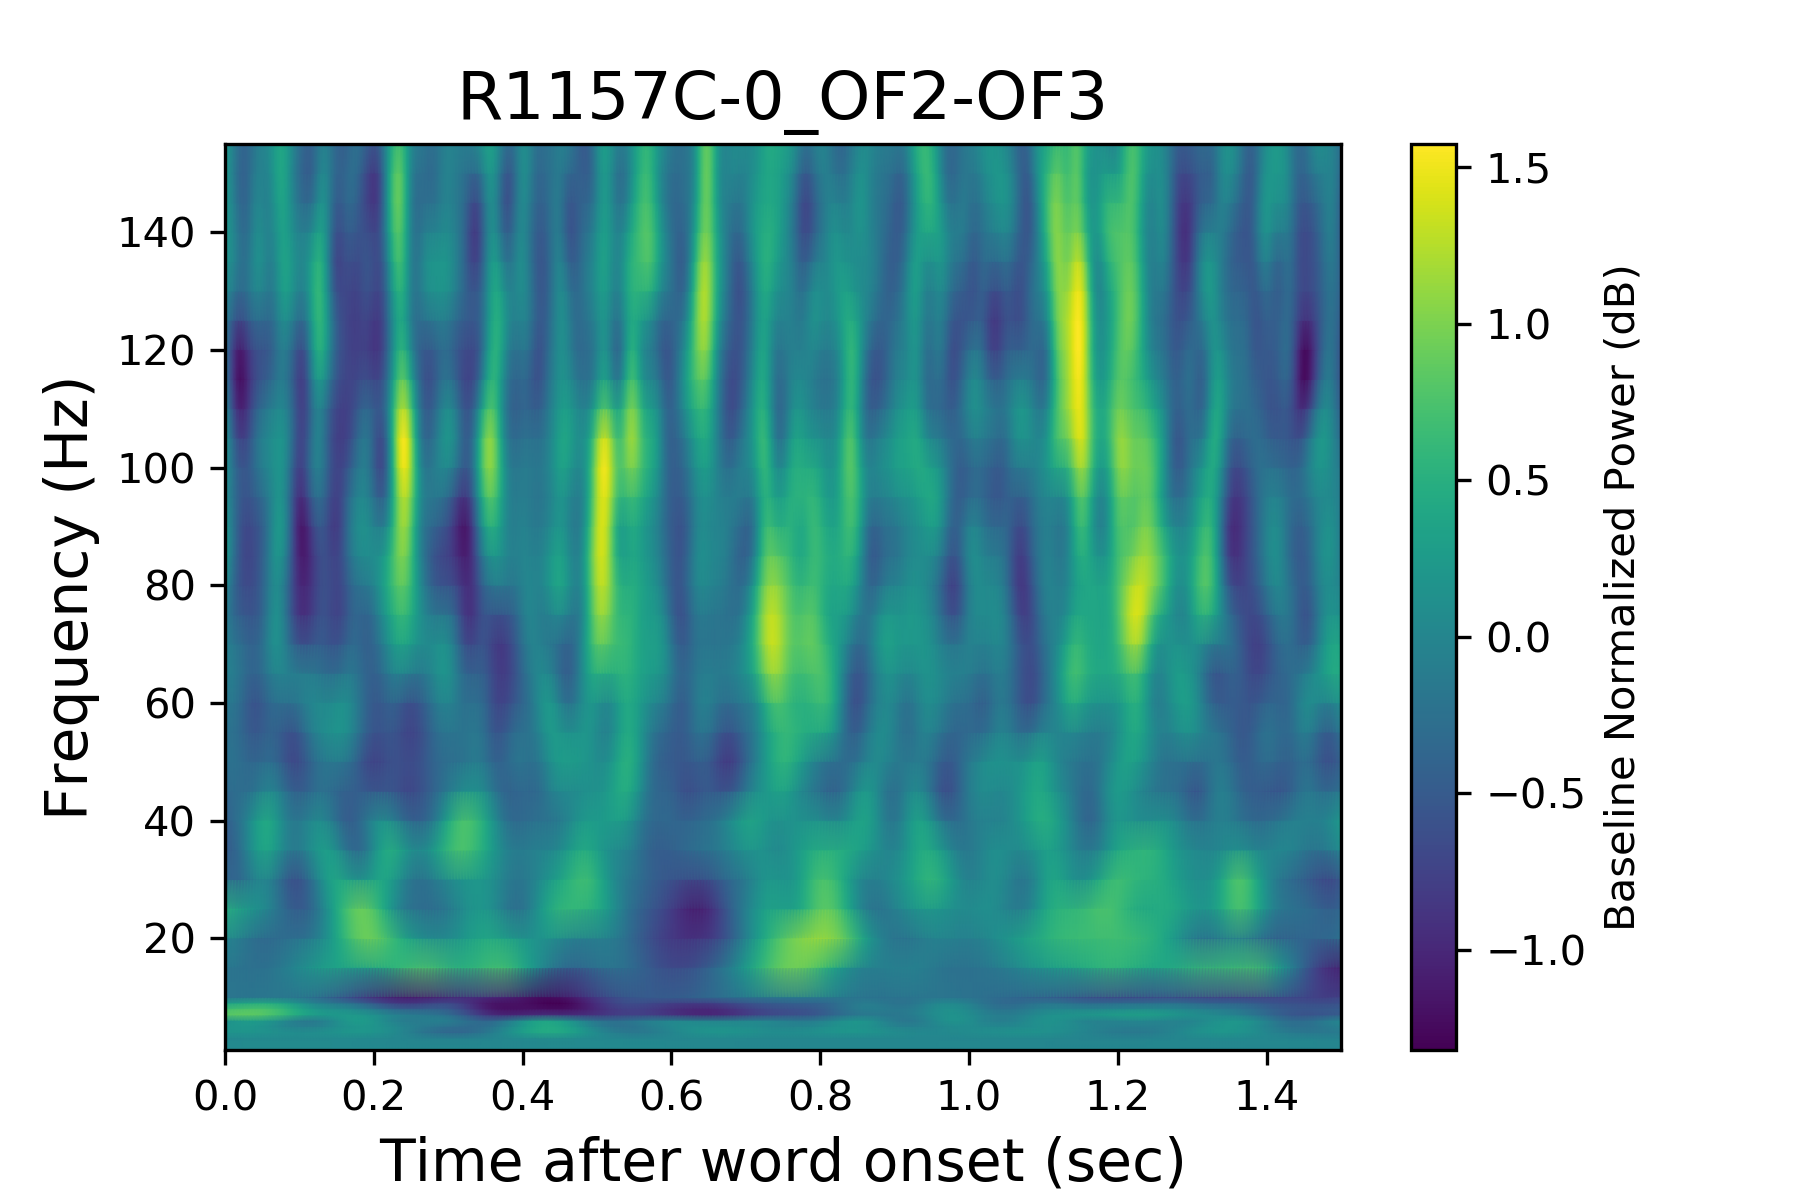 R1157C-0_OF2-OF3
Frequency (Hz)
140
120
100
80
60
40
20
0.0 0.2 0.4 0.6 0.8 1.0 1.2 1.4
Time after word onset (sec)
1.5
1.0
0.5
0.0
−0.5
−1.0
Baseline Normalized Power (dB)